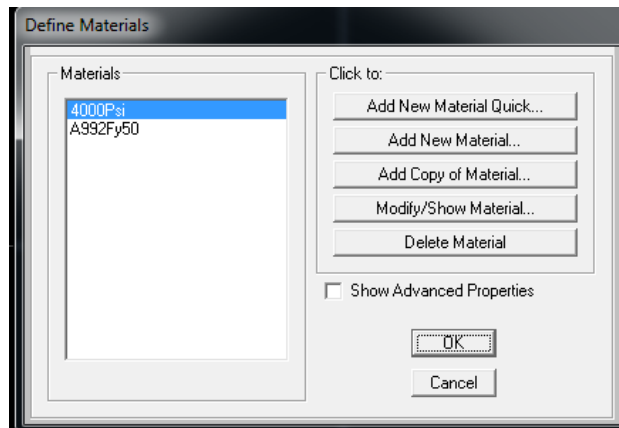 Define Materials
Materials
4000Psi
A992Fy50
Click to:
Add New Material Quick...
Add New Material...
Add Copy of Material...
Modify/Show Material...
Delete Material
Show Advanced Properties
OK
Cancel